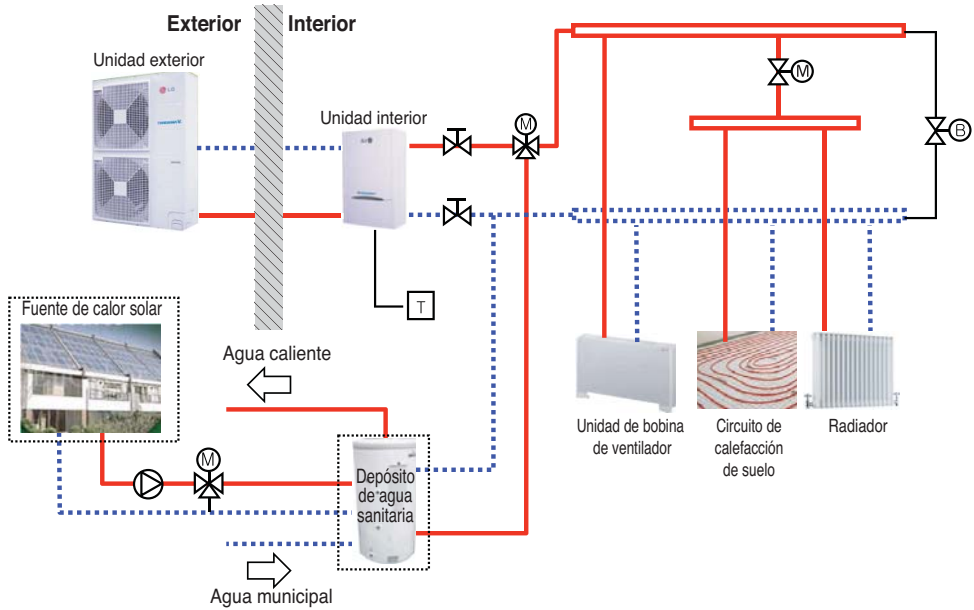 Exterior
Interior
Unidad exterior
LG
Unidad interior
M
M
B
T
Fuente de calor solar
Agua caliente
M
Depósito
de agua
sanitaria
Agua municipal
Unidad de bobina
de ventilador
Circuito de
calefacción
de suelo
Radiador